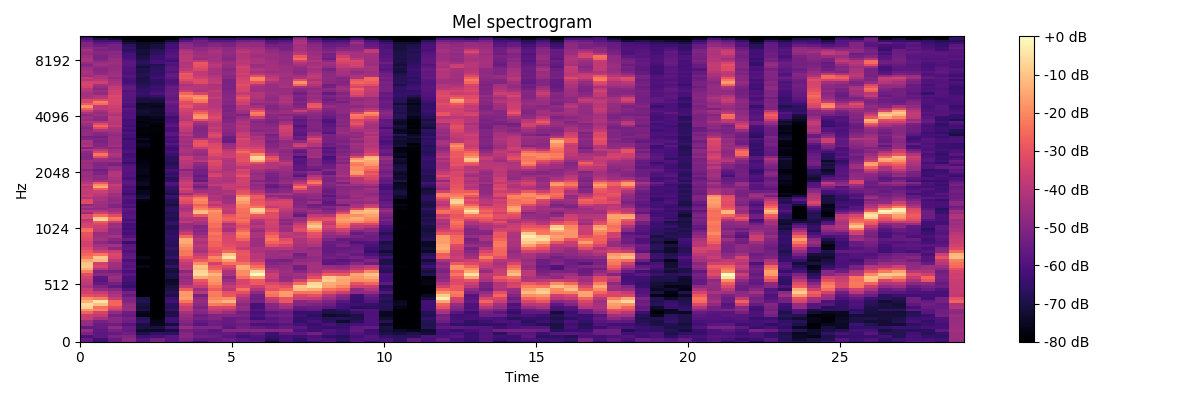 Mel spectrogram
8192
4096
2048
1024
512
0
Hz
0 5 10 15 20 25
Time
+0 dB
-10 dB
-20 dB
-30 dB
-40 dB
-50 dB
-60 dB
-70 dB
-80 dB